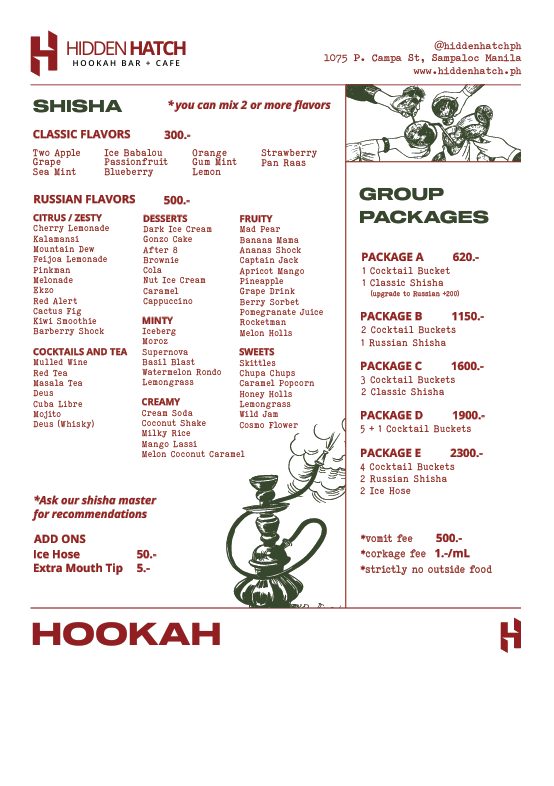 HIDDEN HATCH
HOOKAH BAR + CAFE
@hiddenhatchph
1075 P. Campa St, Sampaloc Manila
www.hiddenhatch.ph
SHISHA
*you can mix 2 or more flavors
CLASSIC FLAVORS 300.-
Two Apple
Grape
Sea Mint
Ice Babalou
Passionfruit
Blueberry
Orange
Gum Mint
Lemon
Strawberry
Pan Raas
RUSSIAN FLAVORS 500.-
CITRUS / ZESTY
Cherry Lemonade
Kalamansi
Mountain Dew
Feijoa Lemonade
Pinkman
Melonade
Ekzo
Red Alert
Cactus Fig
Kiwi Smoothie
Barberry Shock
COCKTAILS AND TEA
Mulled Wine
Red Tea
Masala Tea
Deus
Cuba Libre
Mojito
Deus (Whisky)
DESSERTS
Dark Ice Cream
Gonzo Cake
After 8
Brownie
Cola
Nut Ice Cream
Caramel
Cappuccino
MINTY
Iceberg
Moroz
Supernova
Basil Blast
Watermelon Rondo
Lemongrass
CREAMY
Cream Soda
Coconut Shake
Milky Rice
Mango Lassi
Melon Coconut Caramel
FRUITY
Mad Pear
Banana Mama
Ananas Shock
Captain Jack
Apricot Mango
Pineapple
Grape Drink
Berry Sorbet
Pomegranate Juice
Rocketman
Melon Holls
SWEETS
Skittles
Chupa Chups
Caramel Popcorn
Honey Holls
Lemongrass
Wild Jam
Cosmo Flower
*Ask our shisha master
for recommendations
ADD ONS
Ice Hose 50.-
Extra Mouth Tip 5.-
GROUP
PACKAGES
PACKAGE A 620.-
1 Cocktail Bucket
1 Classic Shisha
(upgrade to Russian +200)
PACKAGE B 1150.-
2 Cocktail Buckets
1 Russian Shisha
PACKAGE C 1600.-
3 Cocktail Buckets
2 Classic Shisha
PACKAGE D 1900.-
5 + 1 Cocktail Buckets
PACKAGE E 2300.-
4 Cocktail Buckets
2 Russian Shisha
2 Ice Hose
*vomit fee 500.-
*corkage fee 1.-/mL
*strictly no outside food
HOOKAH